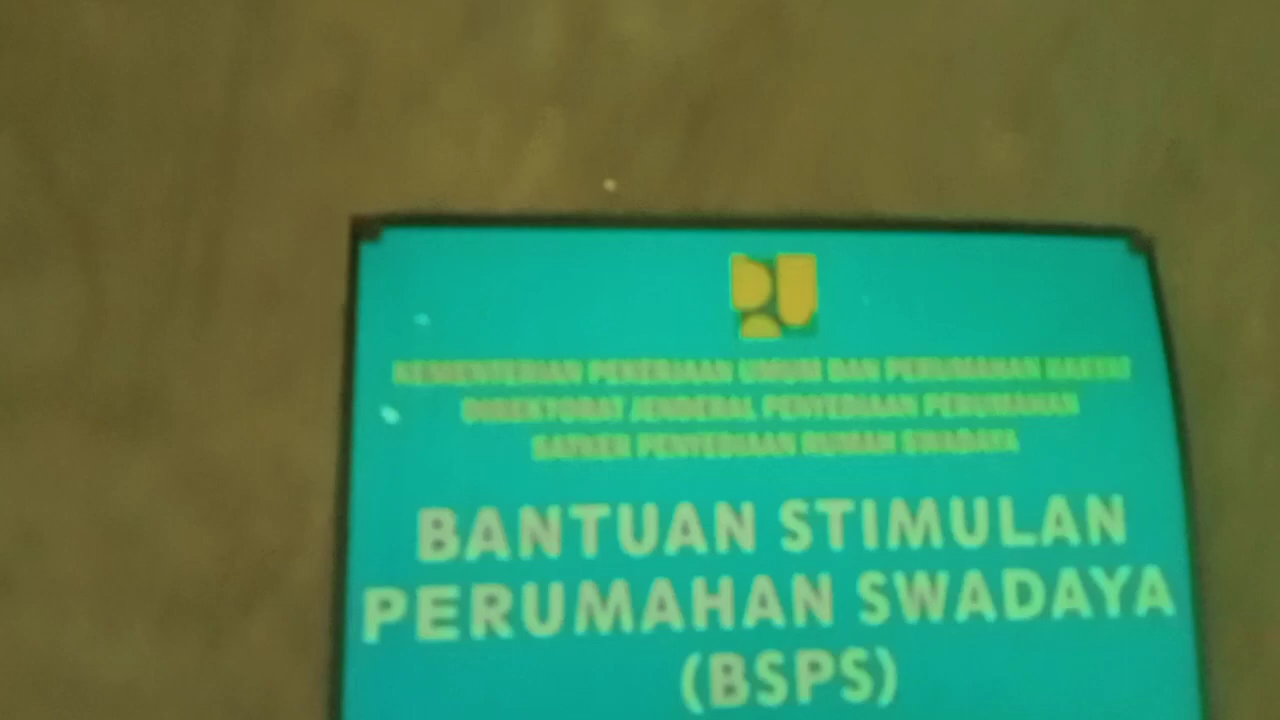 KEMENTERIAN PEKERJAAN UMUM DAN PERUMAHAN RAKYAT
DIREKTORAT JENDERAL PENYEDIAAN PERUMAHAN
SATKER PENYEDIAAN RUMAH SWADAYA
BANTUAN STIMULAN
PERUMAHAN SWADAYA
(BSPS)